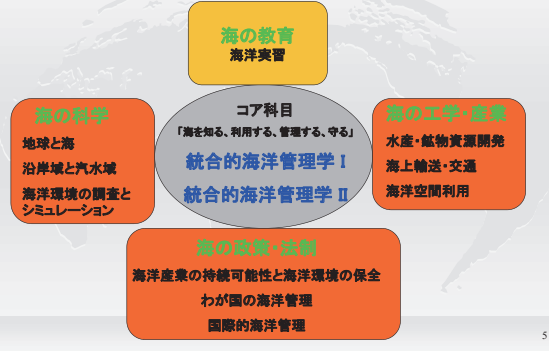 海の教育
海洋実習
海の科学
地球と海
沿岸域と汽水域
海洋環境の調査と
シミュレーション
コア科目
「海を知る、利用する、管理する、守る」
統合的海洋管理学 I
統合的海洋管理学 II
海の工学・産業
水産・鉱物資源開発
海上輸送・交通
海洋空間利用
海の政策・法制
海洋産業の持続可能性と海洋環境の保全
わが国の海洋管理
国際的海洋管理
5